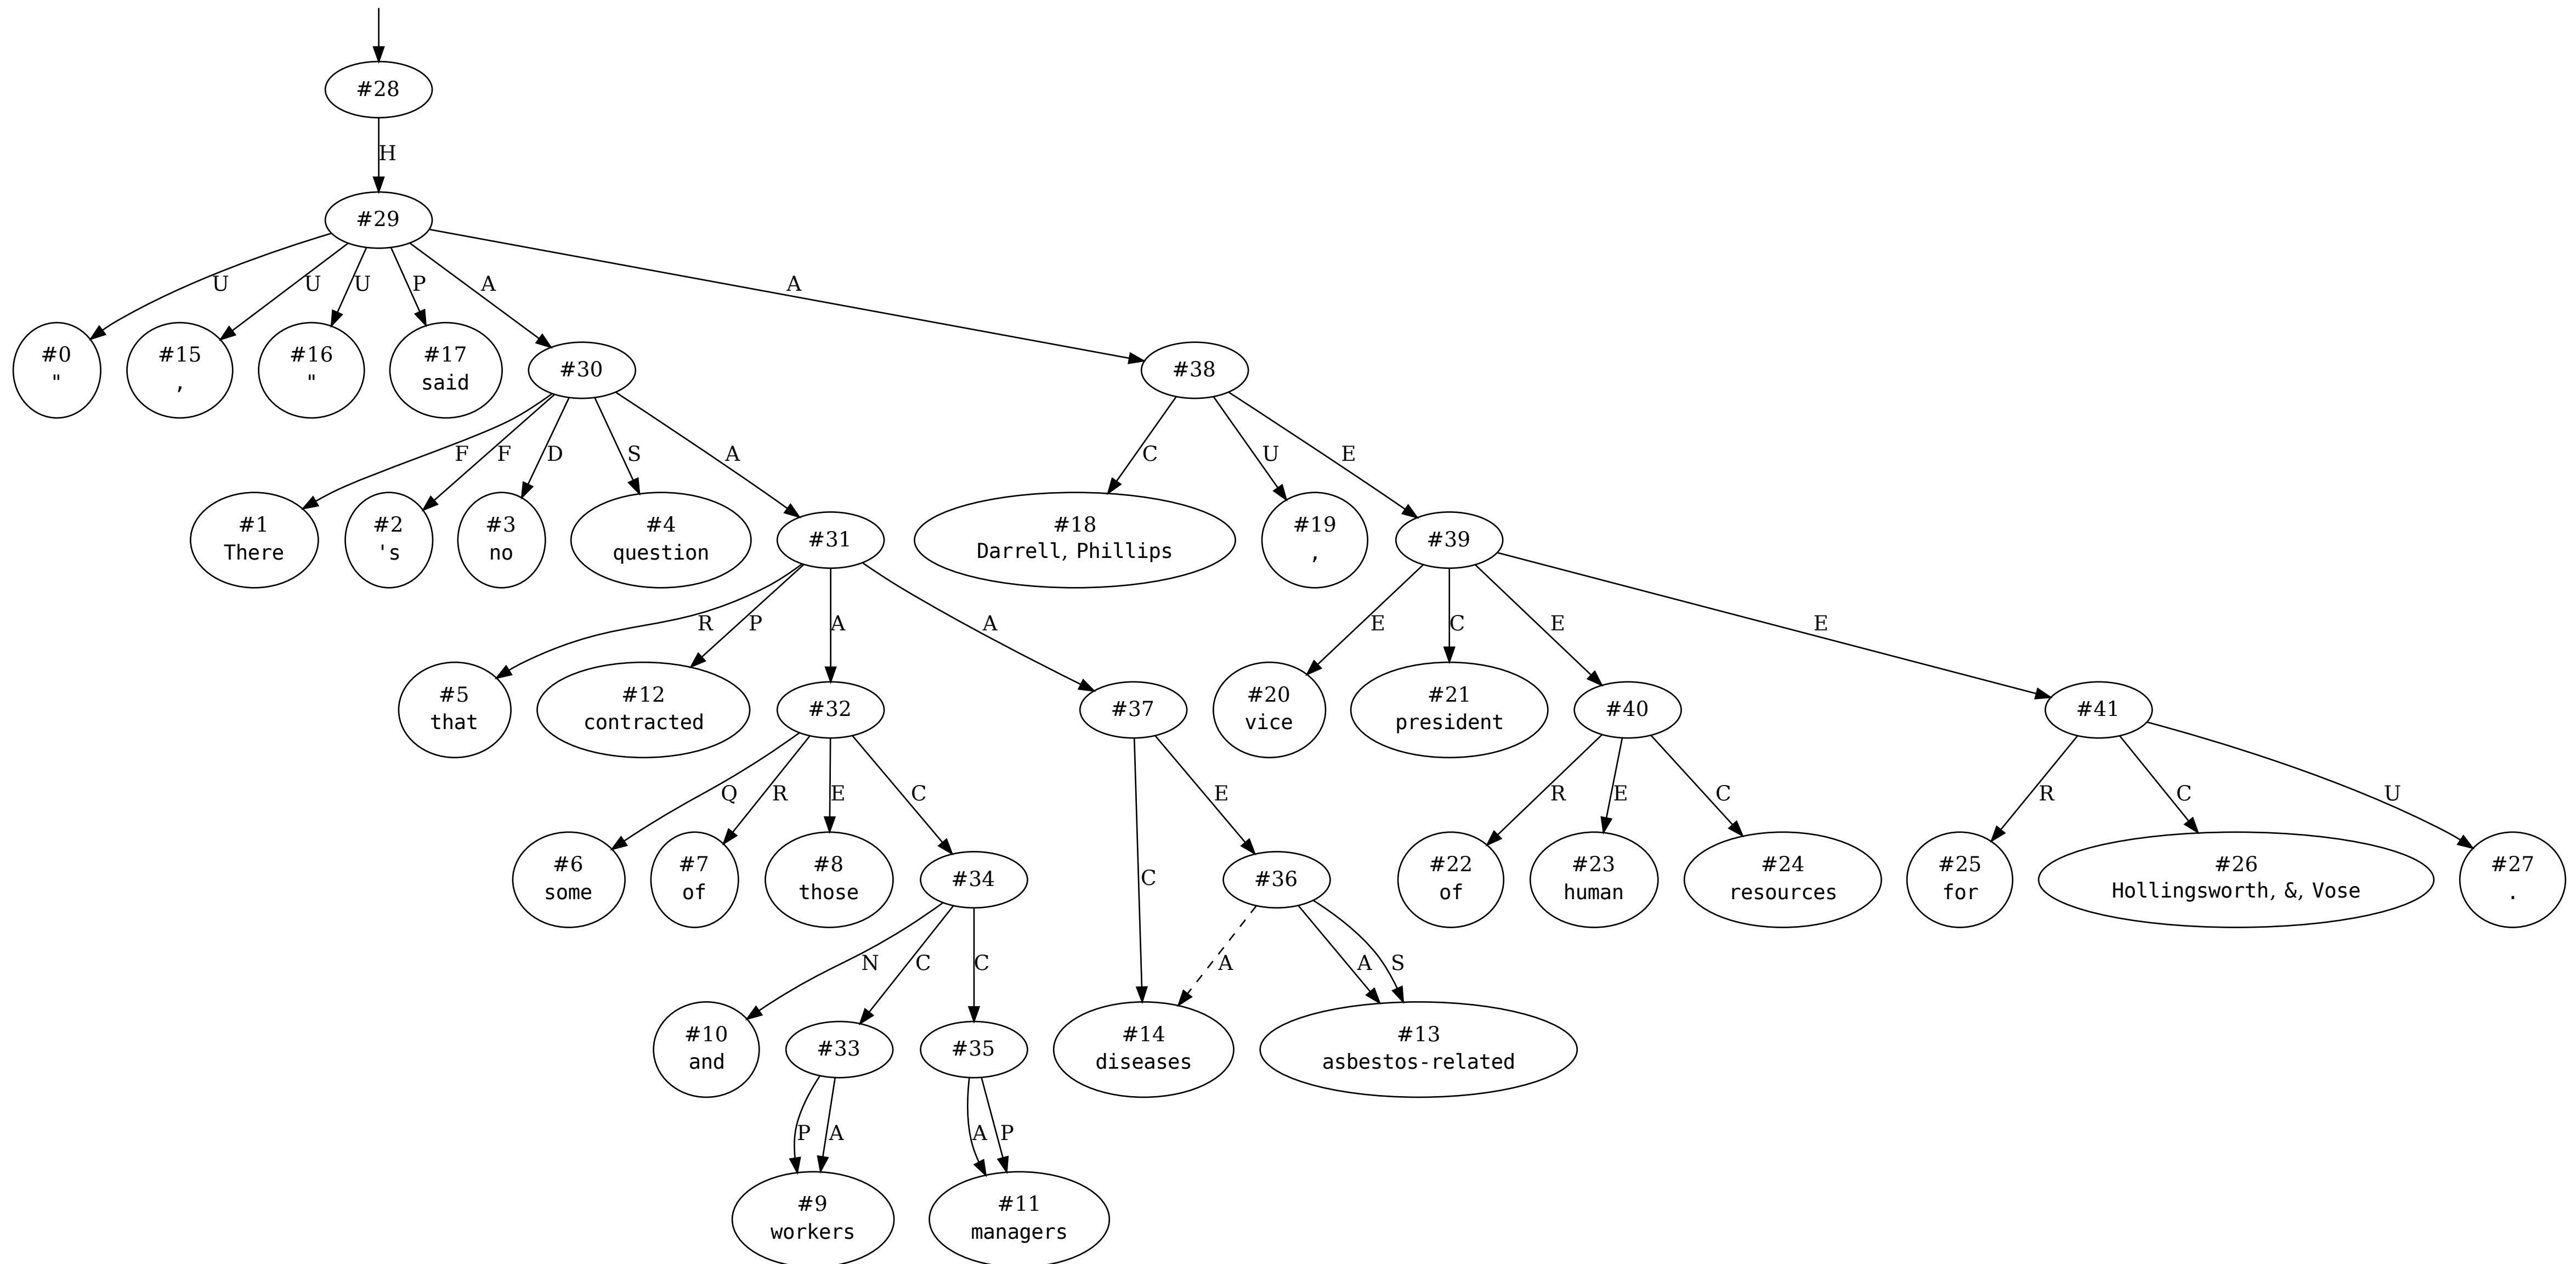 #28
H
#29
U
U
U
P
A
A
#0
"
#15
,
#16
"
#17
said
#30
#38
F
F
D
S
A
C
U
E
#1
There
#2
's
#3
no
#4
question
#31
#18
Darrell, Phillips
#19
,
#39
R
P
A
A
E
C
E
E
#5
that
#12
contracted
#32
#37
#20
vice
#21
president
#40
#41
Q
R
E
C
C
E
R
E
C
R
C
U
#6
some
#7
of
#8
those
#34
#36
#22
of
#23
human
#24
resources
#25
for
#26
Hollingsworth, &, Vose
#27
.
N
C
C
A
A
S
#10
and
#33
#35
#14
diseases
#13
asbestos-related
P
A
A
P
#9
workers
#11
managers